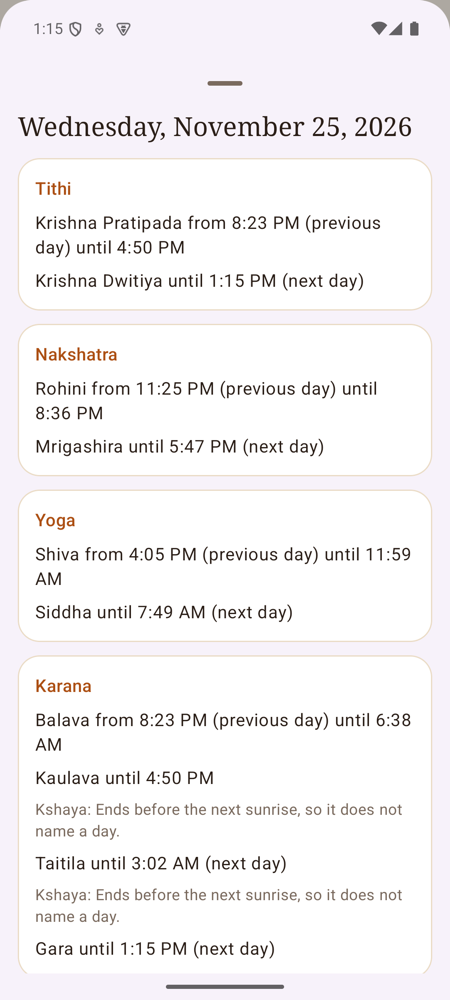 1:15
Wednesday, November 25, 2026
Tithi
Krishna Pratipada from 8:23 PM (previous
day) until 4:50 PM
Krishna Dwitiya until 1:15 PM (next day)
Nakshatra
Rohini from 11:25 PM (previous day) until
8:36 PM
Mrigashira until 5:47 PM (next day)
Yoga
Shiva from 4:05 PM (previous day) until 11:59
AM
Siddha until 7:49 AM (next day)
Karana
Balava from 8:23 PM (previous day) until 6:38
AM
Kaulava until 4:50 PM
Kshaya: Ends before the next sunrise, so it does not
name a day.
Taitila until 3:02 AM (next day)
Kshaya: Ends before the next sunrise, so it does not
name a day.
Gara until 1:15 PM (next day)